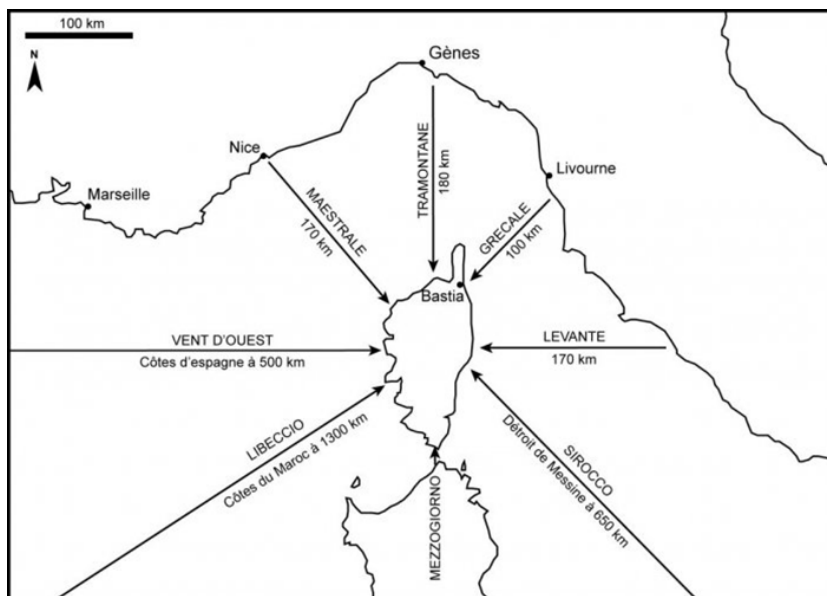 100 km
N
Gènes
Nice
Livourne
Marseille
MAESTRALE
170 km
TRAMONTANE
180 km
GRECALE
100 km
Bastia
VENT D'OUEST
Côtes d'espagne à 500 km
LEVANTE
170 km
LIBECCIO
Côtes du Maroc à 1300 km
MEZZOGIORNO
SIROCCO
Détroit de Messine à 650 km